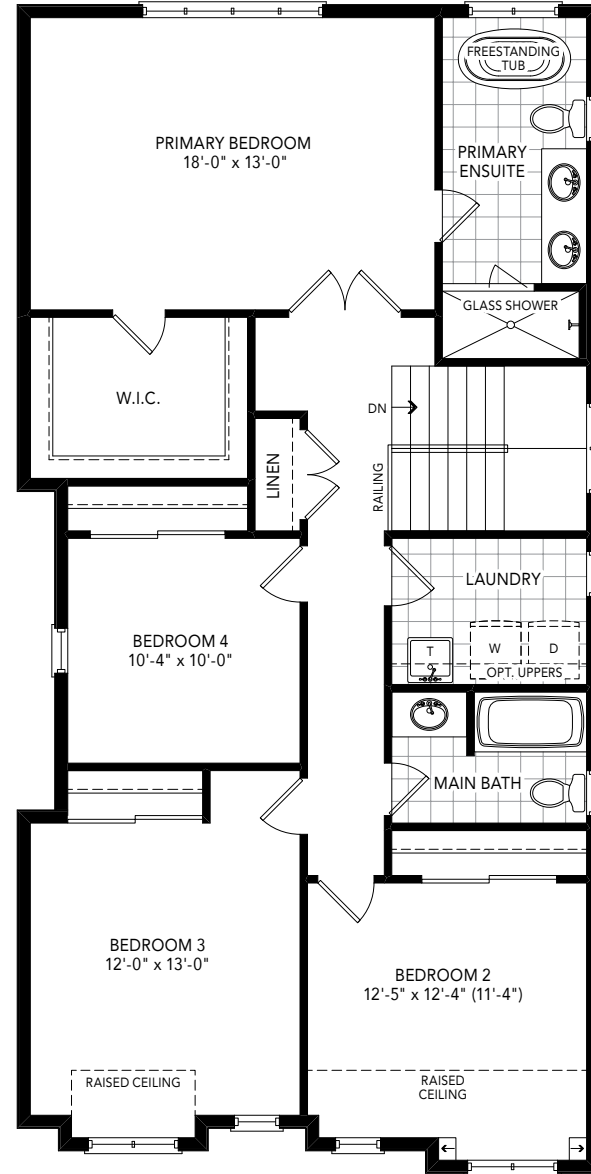 FREESTANDING
TUB
PRIMARY BEDROOM
18'-0" x 13'-0"
PRIMARY
ENSUITE
GLASS SHOWER
W.I.C.
DN
LINEN
RAILING
LAUNDRY
BEDROOM 4
10'-4" x 10'-0"
T
W
D
OPT. UPPERS
MAIN BATH
BEDROOM 3
12'-0" x 13'-0"
BEDROOM 2
12'-5" x 12'-4" (11'-4")
RAISED CEILING
RAISED
CEILING